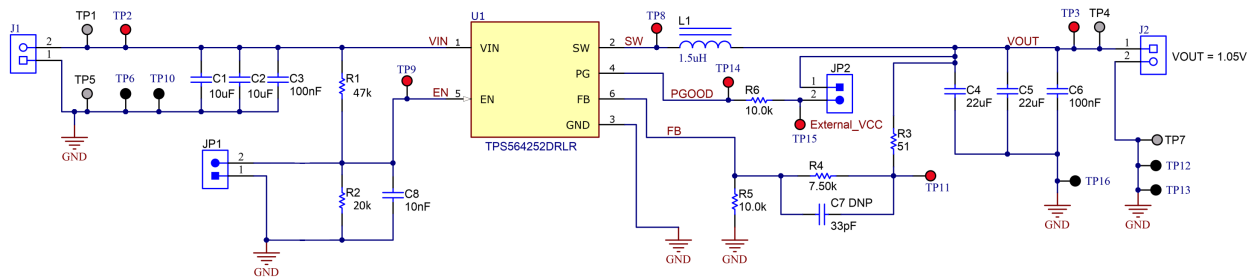 J1
2
1
TP1
TP2
TP5
TP6
TP10
GND
C1
10uF
C2
10uF
C3
100nF
R1
47k
VIN
1
TP9
EN
5
U1
VIN
EN
SW
PG
FB
GND
TPS564252DRLR
2
4
6
3
SW
TP8
L1
1.5uH
TP14
PGOOD
R6
10.0k
JP2
1
2
TP15
External_VCC
FB
R3
51
R4
7.50k
C7 DNP
33pF
R5
10.0k
GND
GND
TP11
VOUT
TP3
TP4
J2
1
2
VOUT = 1.05V
C4
22uF
C5
22uF
C6
100nF
TP16
GND
TP7
TP12
TP13
GND
JP1
2
1
R2
20k
C8
10nF
GND